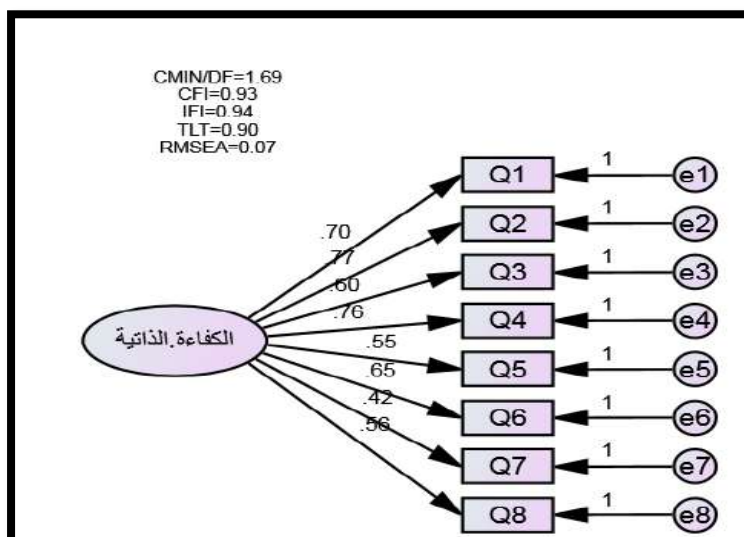 CMIN/DF=1.69
CFI=0.93
IFI=0.94
TLT=0.90
RMSEA=0.07
Q1 1 e1
.70
Q2 1 e2
.77
Q3 1 e3
.60
.76
Q4 1 e4
الكفاءة.الذاتية
.55
Q5 1 e5
.65
.42
Q6 1 e6
.56
Q7 1 e7
Q8 1 e8